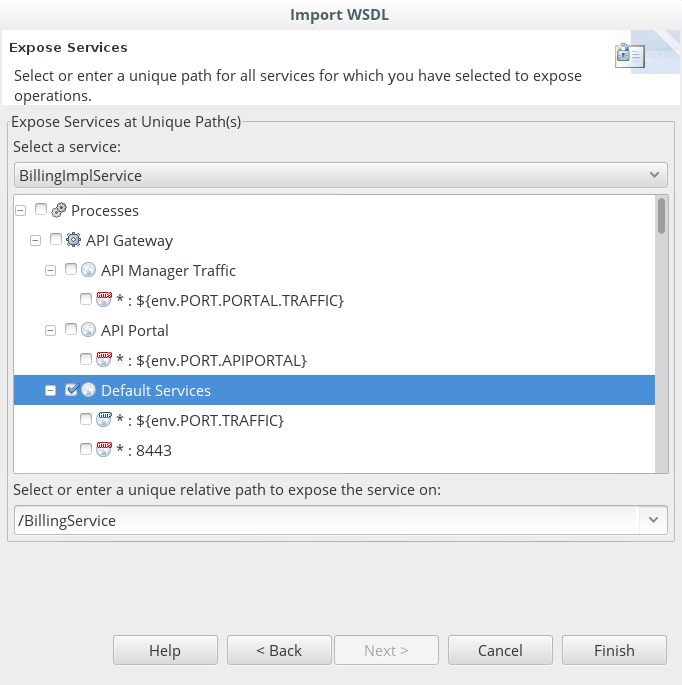 Import WSDL
Expose Services
Select or enter a unique path for all services for which you have selected to expose
operations.
Expose Services at Unique Path(s)
Select a service:
BillingImplService
Processes
API Gateway
API Manager Traffic
* : ${env.PORT.PORTAL.TRAFFIC}
API Portal
* : ${env.PORT.APIPORTAL}
Default Services
* : ${env.PORT.TRAFFIC}
* : 8443
Select or enter a unique relative path to expose the service on:
/BillingService
Help
< Back
Next >
Cancel
Finish